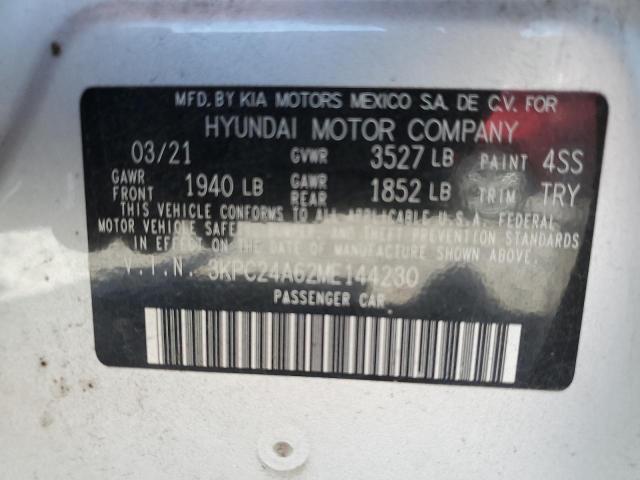 MFD. BY KIA MOTORS MEXICO S.A. DE C.V. FOR
HYUNDAI MOTOR COMPANY
03/21 GVWR 3527 LB PAINT 4SS
GAWR FRONT 1940 LB GAWR REAR 1852 LB TRIM TRY
THIS VEHICLE CONFORMS TO ALL APPLICABLE U.S.A. FEDERAL
MOTOR VEHICLE SAFETY AND THEFT PREVENTION STANDARDS IN
EFFECT ON THE DATE OF MANUFACTURE SHOWN ABOVE.
V.I.N. 3KPC24A62ME144230
PASSENGER CAR